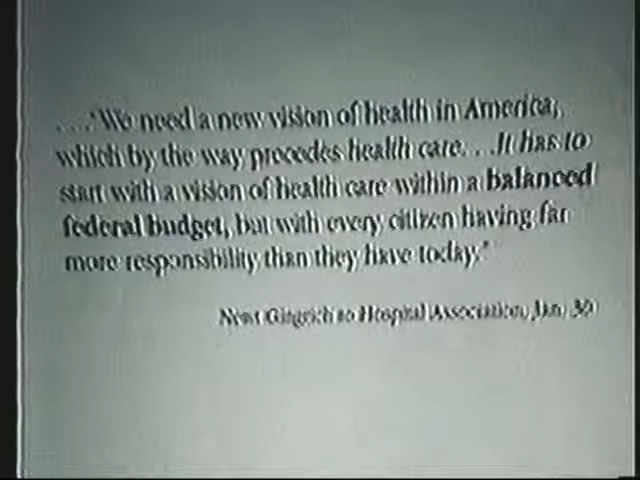 . . . ."We need a new vision of health in America,
which by the way precedes health care. . .It has to
start with a vision of health care within a balanced
federal budget, but with every citizen having far
more responsibility than they have today."
Newt Gingrich to Hospital Association, Jan. 30